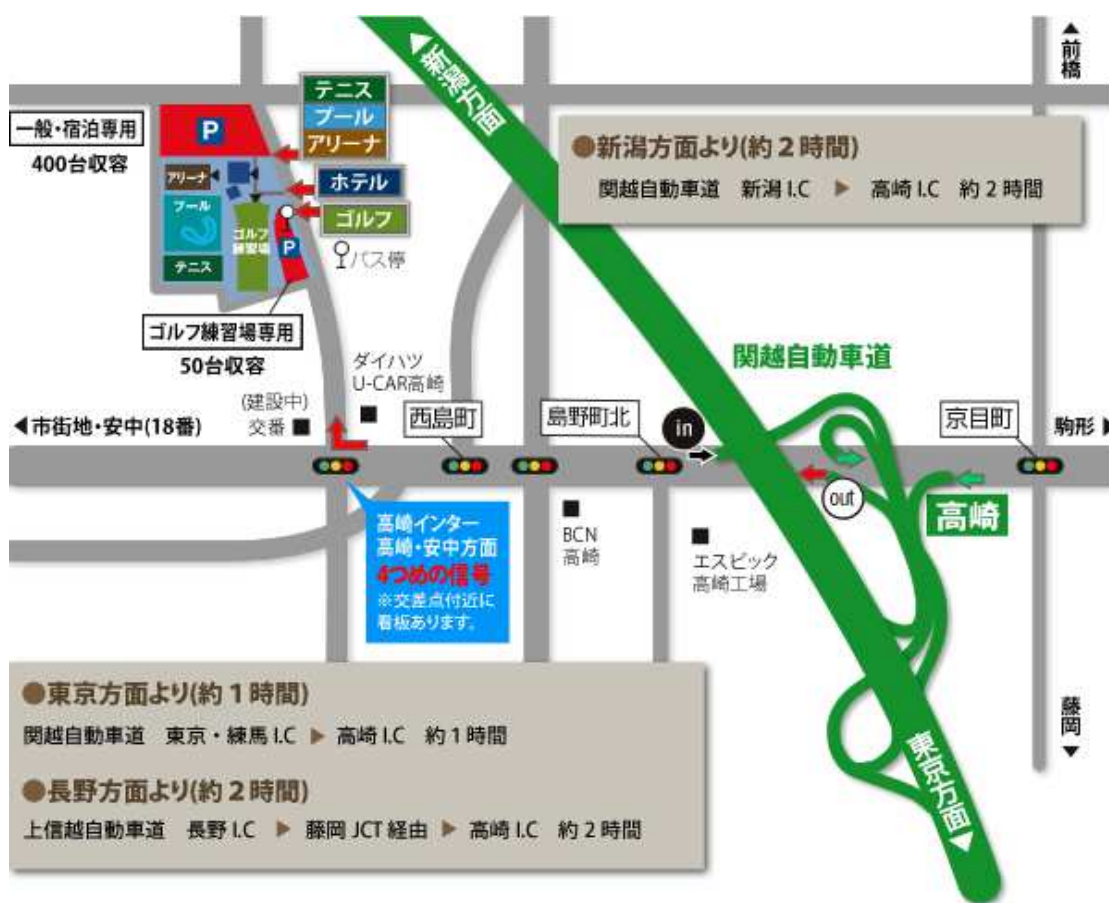 ▲前橋
▲新潟方面
テニス
プール
アリーナ
一般・宿泊専用
400台収容
P
●新潟方面より(約2時間)
関越自動車道 新潟I.C ▶ 高崎I.C 約2時間
アリーナ
ホテル
プール
ゴルフ
ゴルフ
練習場
P
バス停
テニス
ゴルフ練習場専用
50台収容
関越自動車道
ダイハツ
U-CAR高崎
(建設中)
交番
◀市街地・安中(18番)
西島町
島野町北
in
京目町
駒形▶
out
高崎
高崎インター
高崎・安中方面
4つめの信号
※交差点付近に
看板あります。
BCN
高崎
エスビック
高崎工場
●東京方面より(約1時間)
関越自動車道 東京・練馬I.C ▶ 高崎I.C 約1時間
●長野方面より(約2時間)
上信越自動車道 長野I.C ▶ 藤岡JCT経由 ▶ 高崎I.C 約2時間
藤岡▼
東京方面▼